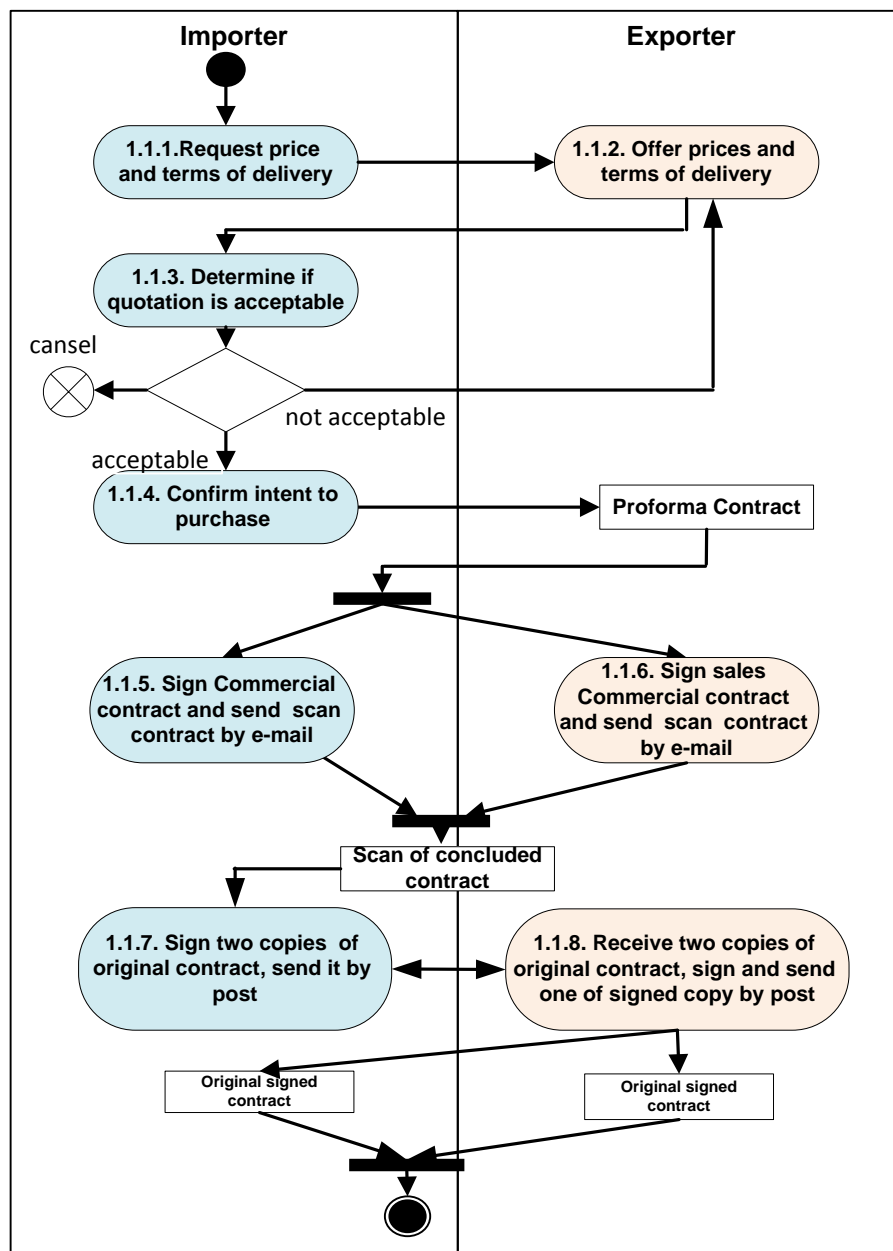 Importer
Exporter
1.1.1.Request price
and terms of delivery
1.1.2. Offer prices and
terms of delivery
1.1.3. Determine if
quotation is acceptable
cansel
not acceptable
acceptable
1.1.4. Confirm intent to
purchase
Proforma Contract
1.1.5. Sign Commercial
contract and send scan
contract by e-mail
1.1.6. Sign sales
Commercial contract
and send scan contract
by e-mail
Scan of concluded
contract
1.1.7. Sign two copies of
original contract, send it by
post
1.1.8. Receive two copies of
original contract, sign and send
one of signed copy by post
Original signed
contract
Original signed
contract